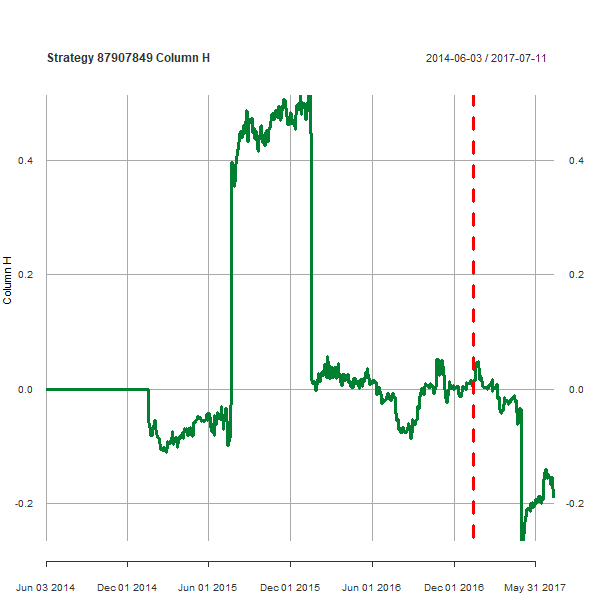 Strategy 87907849 Column H
2014-06-03 / 2017-07-11
Column H
0.4
0.4
0.2
0.2
0.0
0.0
-0.2
-0.2
Jun 03 2014
Dec 01 2014
Jun 01 2015
Dec 01 2015
Jun 01 2016
Dec 01 2016
May 31 2017